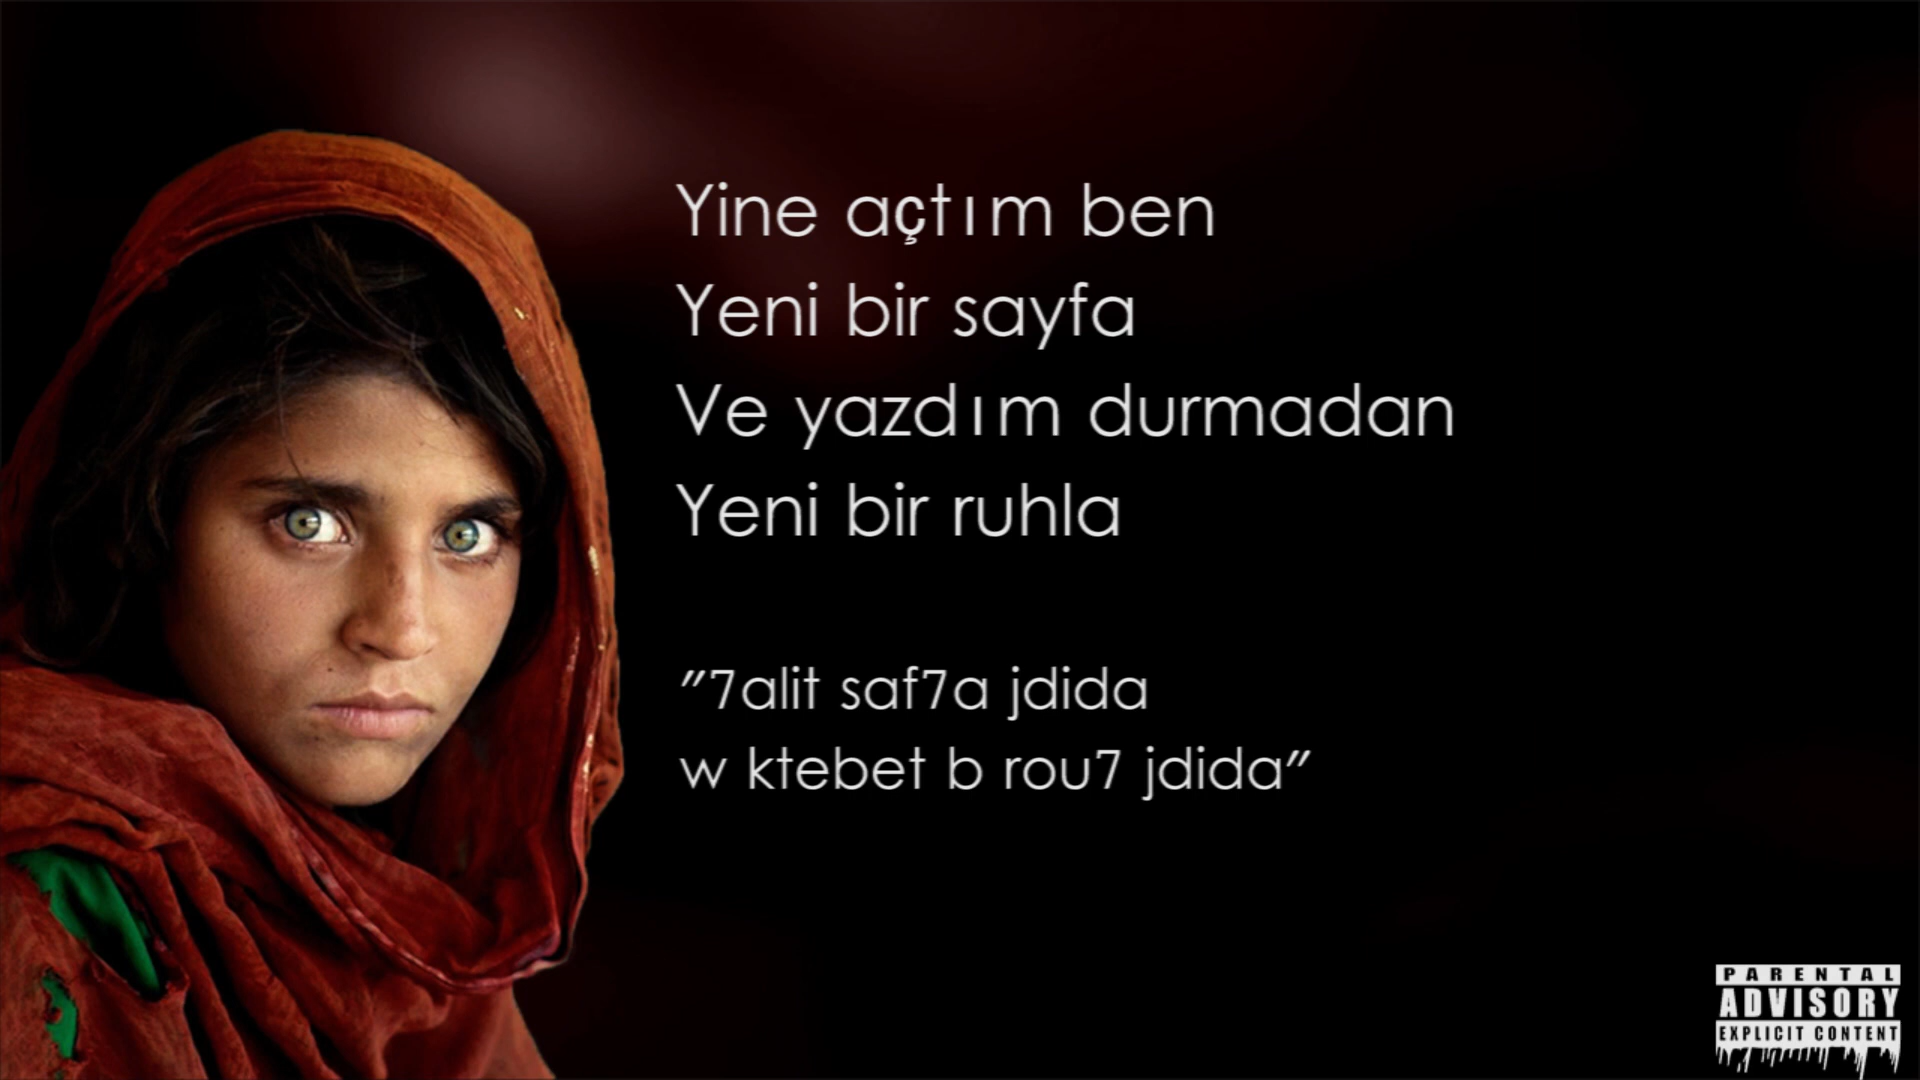 Yine açtım ben
Yeni bir sayfa
Ve yazdım durmadan
Yeni bir ruhla
"7alit saf7a jdida
w ktebet b rou7 jdida"
PARENTAL
ADVISORY
EXPLICIT CONTENT